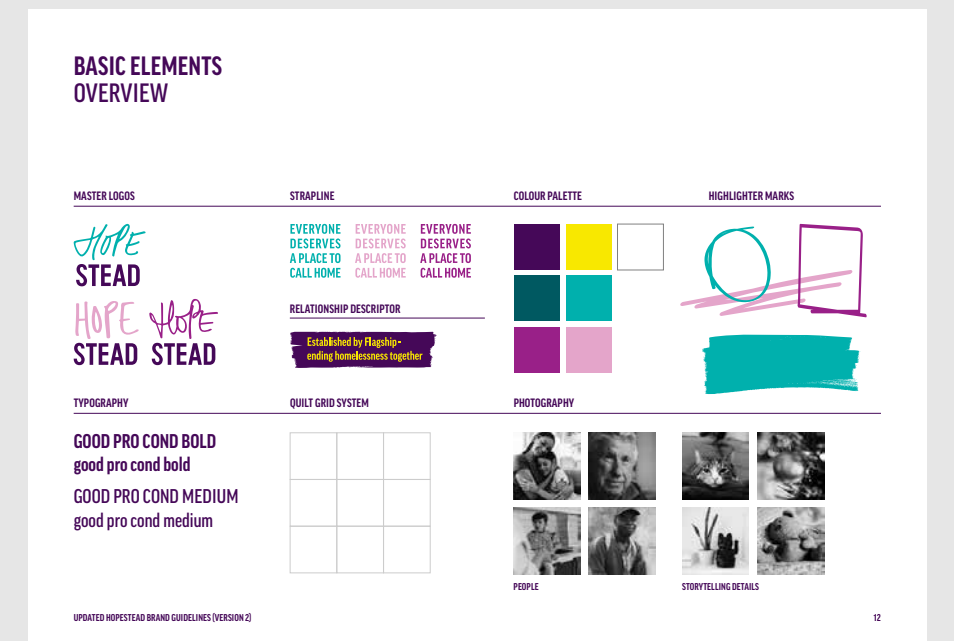 BASIC ELEMENTS
OVERVIEW
MASTER LOGOS
HOPE
STEAD
HOPE
STEAD
HOPE
STEAD
STRAPLINE
EVERYONE
DESERVES
A PLACE TO
CALL HOME
EVERYONE
DESERVES
A PLACE TO
CALL HOME
EVERYONE
DESERVES
A PLACE TO
CALL HOME
RELATIONSHIP DESCRIPTOR
Established by Flagship-
ending homelessness together
COLOUR PALETTE
HIGHLIGHTER MARKS
TYPOGRAPHY
GOOD PRO COND BOLD
good pro cond bold
GOOD PRO COND MEDIUM
good pro cond medium
QUILT GRID SYSTEM
PHOTOGRAPHY
PEOPLE
STORYTELLING DETAILS
UPDATED HOPESTEAD BRAND GUIDELINES (VERSION 2)
12